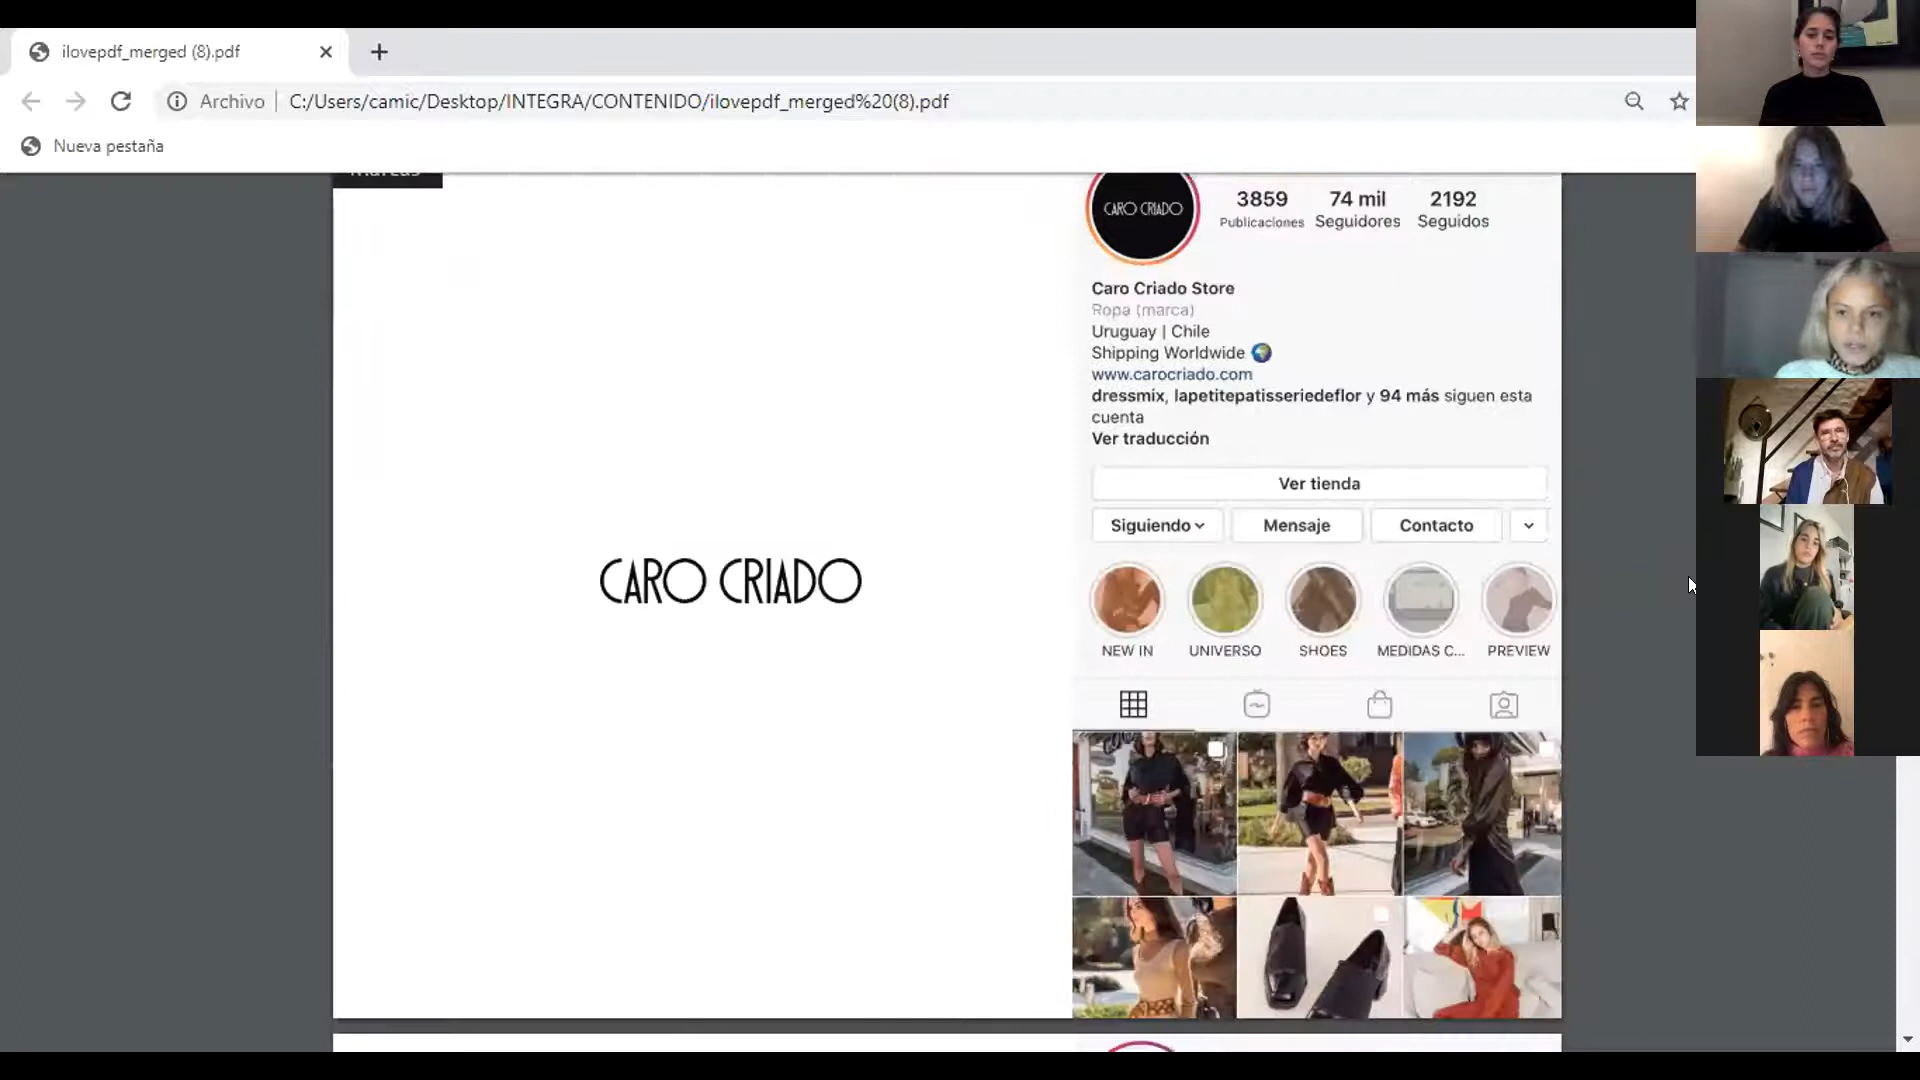 ilovepdf_merged (8).pdf
Archivo
C:/Users/camic/Desktop/INTEGRA/CONTENIDO/ilovepdf_merged%20(8).pdf
Nueva pestaña
Marcas
CARO CRIADO
CARO CRIADO
3859 74 mil 2192
Publicaciones Seguidores Seguidos
Caro Criado Store
Ropa (marca)
Uruguay | Chile
Shipping Worldwide 🌍
www.carocriado.com
dressmix, lapetitepatisseriedeflor y 94 más siguen esta
cuenta
Ver traducción
Ver tienda
Siguiendo Mensaje Contacto
NEW IN UNIVERSO SHOES MEDIDAS C... PREVIEW